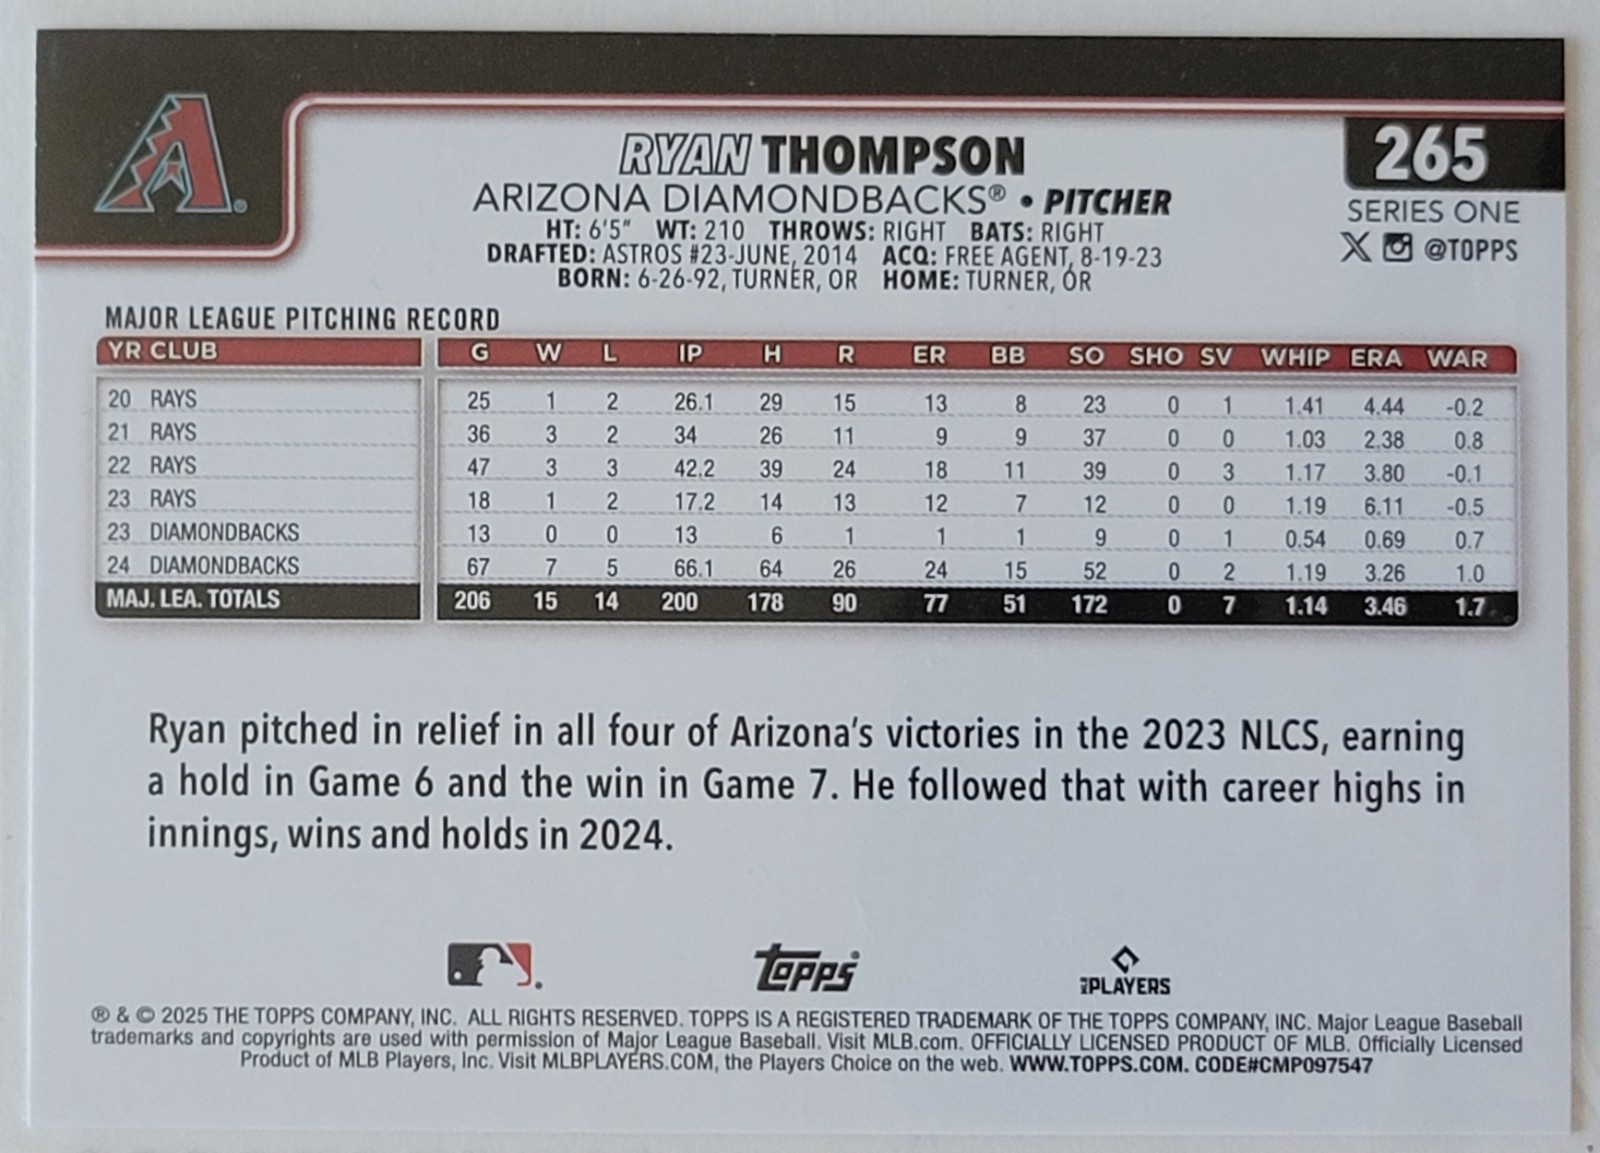 RYAN THOMPSON
265
ARIZONA DIAMONDBACKS® • PITCHER
SERIES ONE
HT: 6'5" WT: 210 THROWS: RIGHT BATS: RIGHT
@TOPPS
DRAFTED: ASTROS #23-JUNE, 2014 ACQ: FREE AGENT, 8-19-23
BORN: 6-26-92, TURNER, OR HOME: TURNER, OR
MAJOR LEAGUE PITCHING RECORD
YR CLUB G W L IP H R ER BB SO SHO SV WHIP ERA WAR
20 RAYS 25 1 2 26.1 29 15 13 8 23 0 1 1.41 4.44 -0.2
21 RAYS 36 3 2 34 26 11 9 9 37 0 0 1.03 2.38 0.8
22 RAYS 47 3 3 42.2 39 24 18 11 39 0 3 1.17 3.80 -0.1
23 RAYS 18 1 2 17.2 14 13 12 7 12 0 0 1.19 6.11 -0.5
23 DIAMONDBACKS 13 0 0 13 6 1 1 1 9 0 1 0.54 0.69 0.7
24 DIAMONDBACKS 67 7 5 66.1 64 26 24 15 52 0 2 1.19 3.26 1.0
MAJ. LEA. TOTALS 206 15 14 200 178 90 77 51 172 0 7 1.14 3.46 1.7
Ryan pitched in relief in all four of Arizona's victories in the 2023 NLCS, earning
a hold in Game 6 and the win in Game 7. He followed that with career highs in
innings, wins and holds in 2024.
Topps
MLB PLAYERS
® & © 2025 THE TOPPS COMPANY, INC. ALL RIGHTS RESERVED. TOPPS IS A REGISTERED TRADEMARK OF THE TOPPS COMPANY, INC. Major League Baseball
trademarks and copyrights are used with permission of Major League Baseball. Visit MLB.com. OFFICIALLY LICENSED PRODUCT OF MLB. Officially Licensed
Product of MLB Players, Inc. Visit MLBPLAYERS.COM, the Players Choice on the web. WWW.TOPPS.COM. CODE#CMP097547